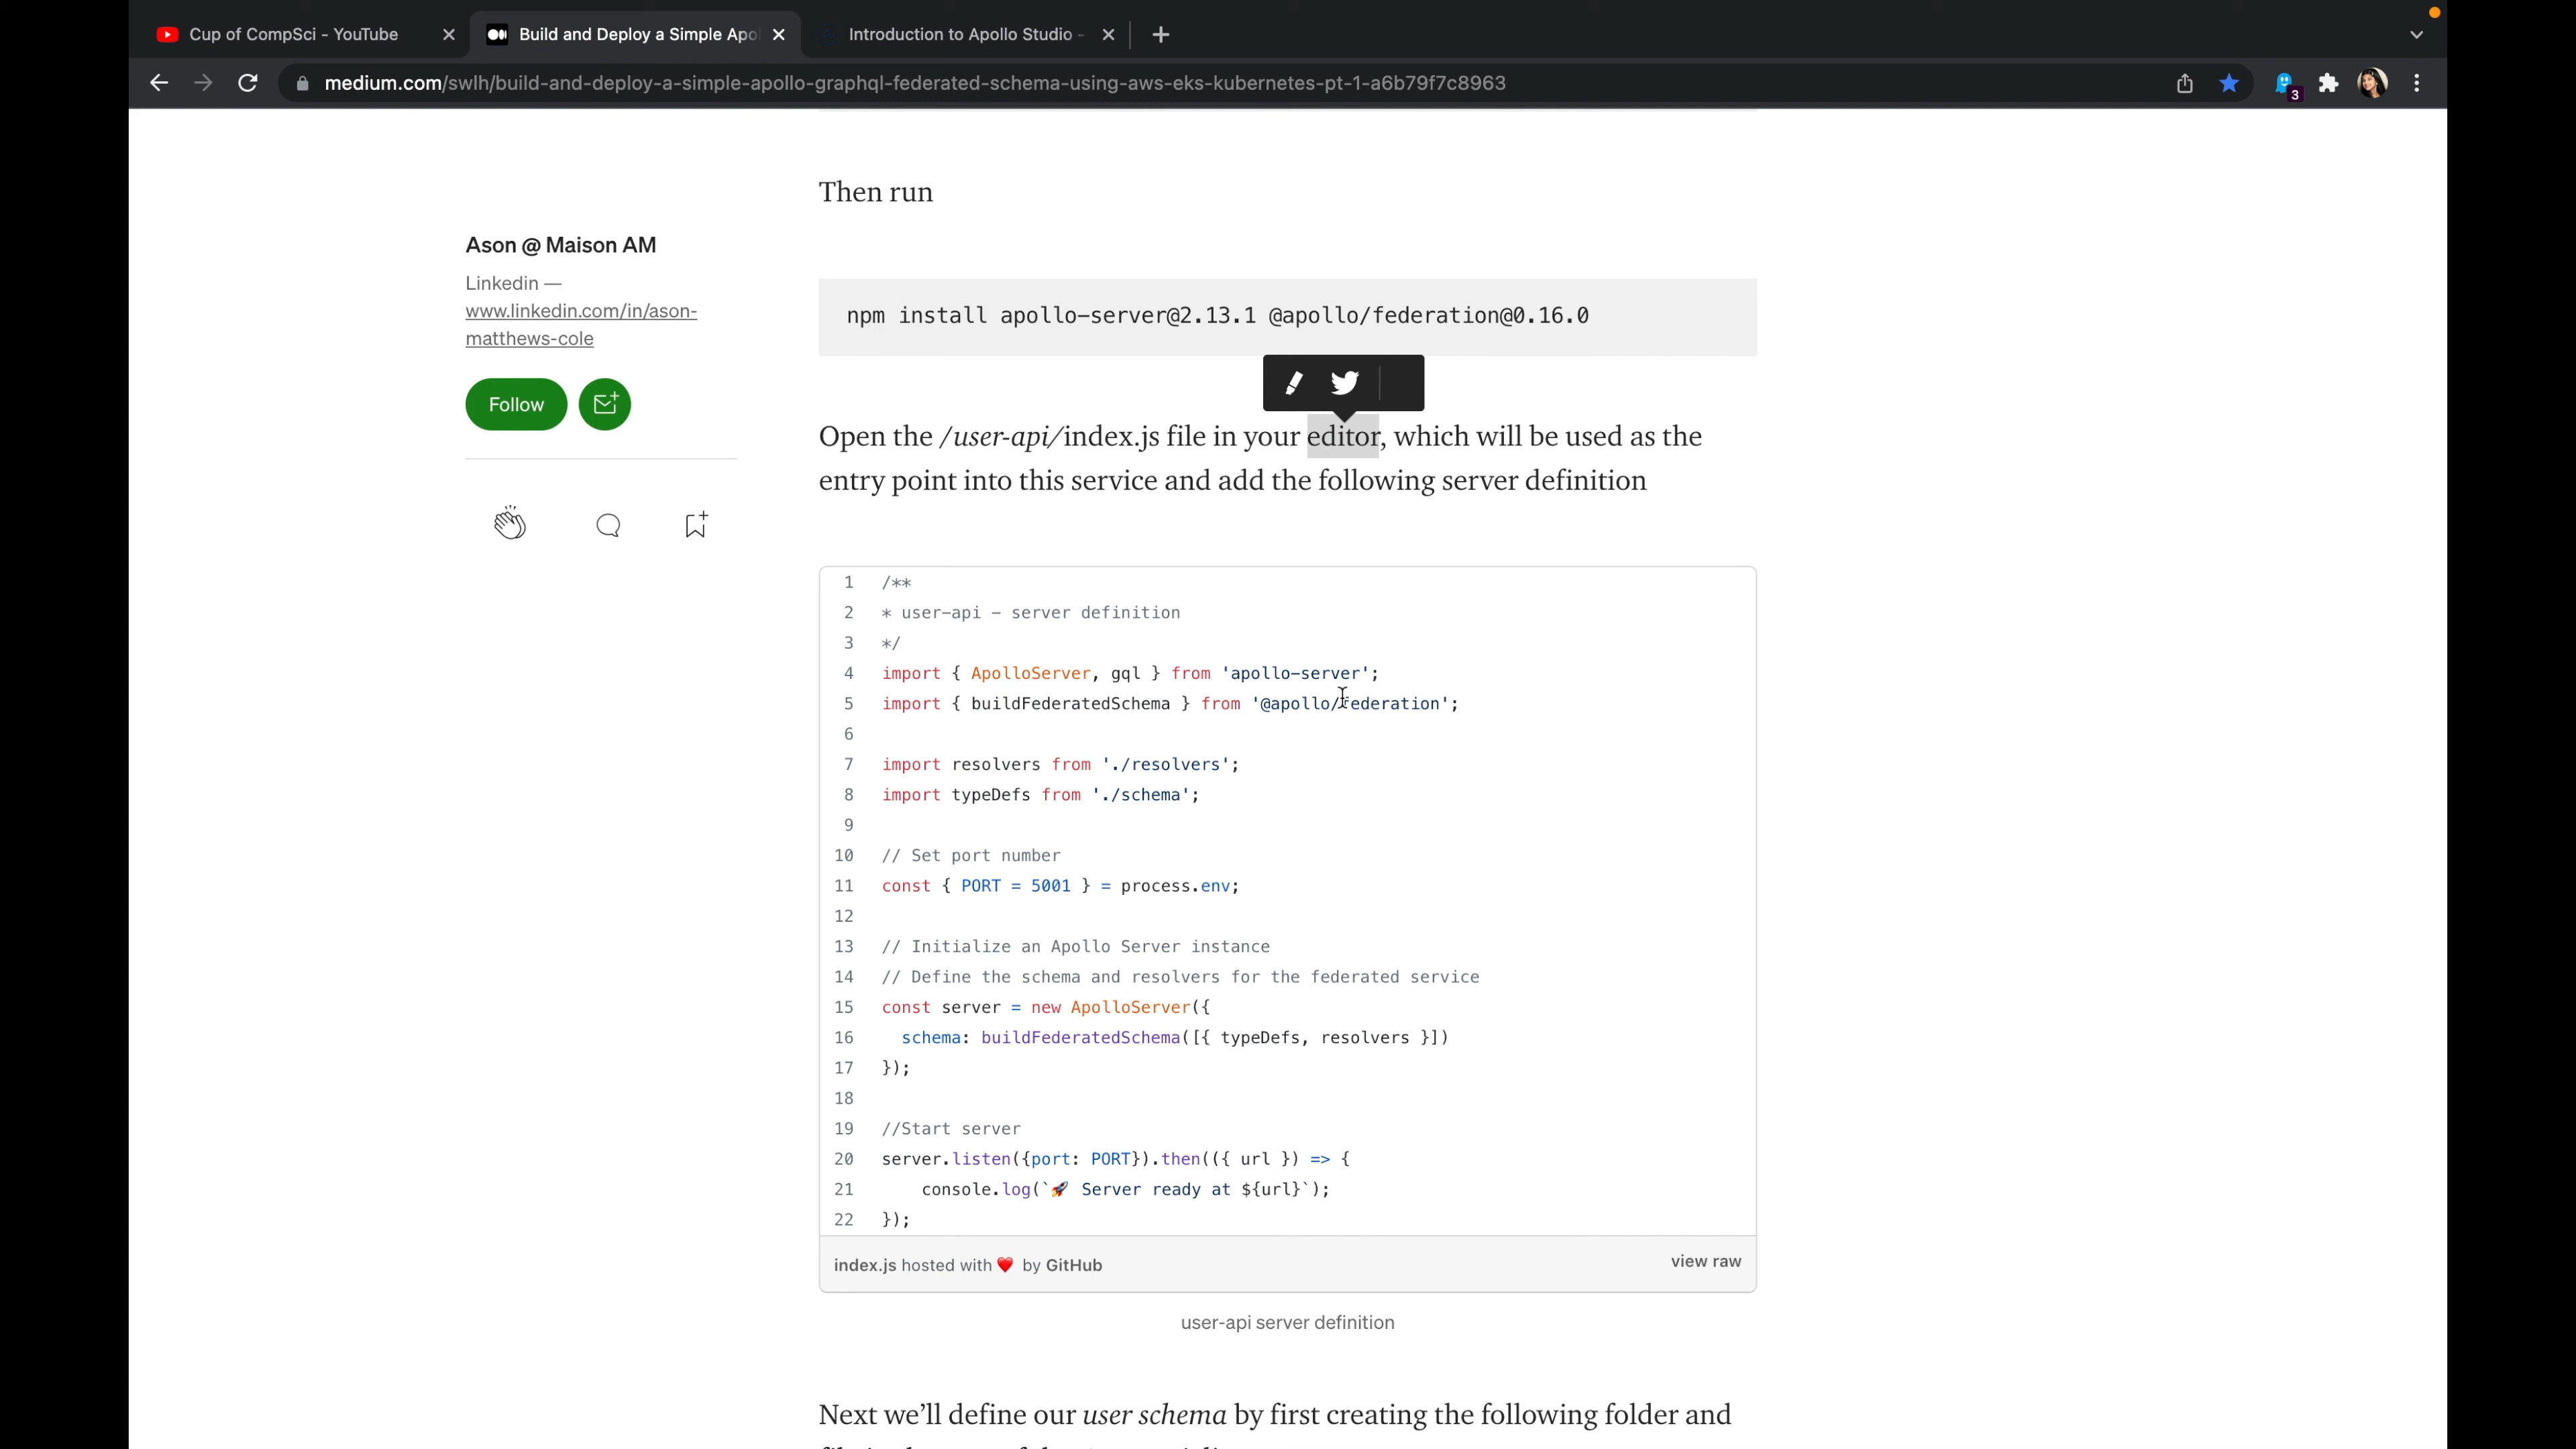 Cup of CompSci - YouTube
Build and Deploy a Simple Apo
Introduction to Apollo Studio -
medium.com/swlh/build-and-deploy-a-simple-apollo-graphql-federated-schema-using-aws-eks-kubernetes-pt-1-a6b79f7c8963
3
Then run
Ason @ Maison AM
Linkedin —
www.linkedin.com/in/ason-
matthews-cole
Follow
npm install apollo-server@2.13.1 @apollo/federation@0.16.0
Open the /user-api/index.js file in your editor, which will be used as the
entry point into this service and add the following server definition
1 /**
2 * user-api - server definition
3 */
4 import { ApolloServer, gql } from 'apollo-server';
5 import { buildFederatedSchema } from '@apollo/federation';
6
7 import resolvers from './resolvers';
8 import typeDefs from './schema';
9
10 // Set port number
11 const { PORT = 5001 } = process.env;
12
13 // Initialize an Apollo Server instance
14 // Define the schema and resolvers for the federated service
15 const server = new ApolloServer({
16 schema: buildFederatedSchema([{ typeDefs, resolvers }])
17 });
18
19 //Start server
20 server.listen({port: PORT}).then(({ url }) => {
21 console.log(`🚀 Server ready at ${url}`);
22 });
index.js hosted with ❤ by GitHub
view raw
user-api server definition
Next we'll define our user schema by first creating the following folder and